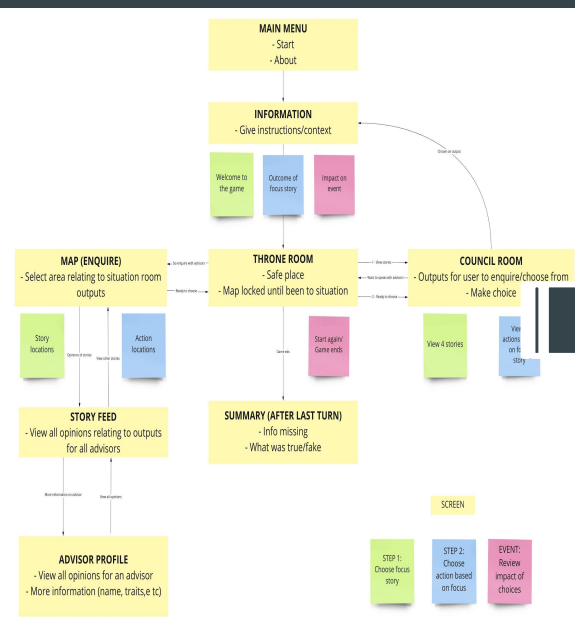 MAIN MENU
- Start
- About
INFORMATION
- Give instructions/context
Chosen an output
Welcome to
the game
Outcome of
focus story
Impact on
event
MAP (ENQUIRE)
- Select area relating to situation room
outputs
Go enquire with advisors
Ready to choose
THRONE ROOM
- Safe place
- Map locked until been to situation
1 - View stories
Want to speak with advisors
2 - Ready to choose
COUNCIL ROOM
- Outputs for user to enquire/choose from
- Make choice
Story
locations
Action
locations
Opinions of stories
View other stories
Start again/
Game ends
Game ends
View 4 stories
actions
story
STORY FEED
- View all opinions relating to outputs
for all advisors
SUMMARY (AFTER LAST TURN)
- Info missing
- What was true/fake
More information on advisor
View all opinions
ADVISOR PROFILE
- View all opinions for an advisor
- More information (name, traits,e tc)
SCREEN
STEP 1:
Choose focus
story
STEP 2:
Choose
action based
on focus
EVENT:
Review
impact of
choices